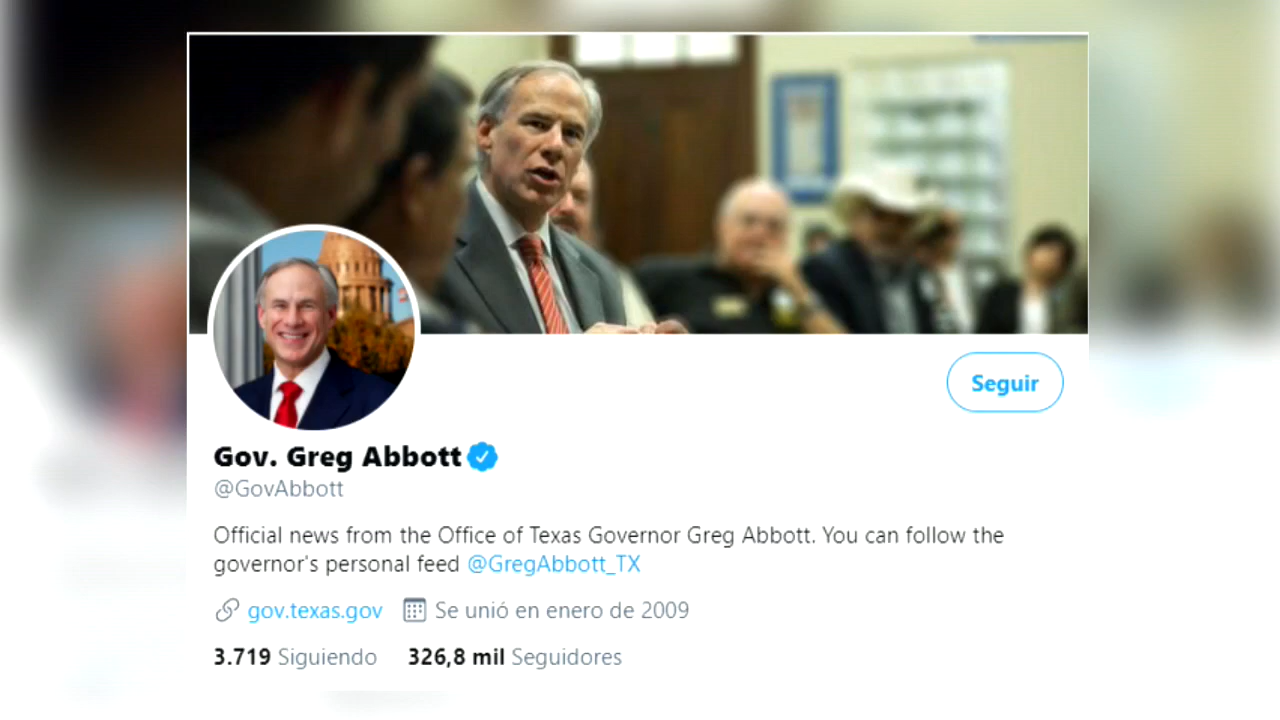 Seguir
Gov. Greg Abbott
@GovAbbott
Official news from the Office of Texas Governor Greg Abbott. You can follow the
governor's personal feed @GregAbbott_TX
gov.texas.gov Se unió en enero de 2009
3.719 Siguiendo 326,8 mil Seguidores